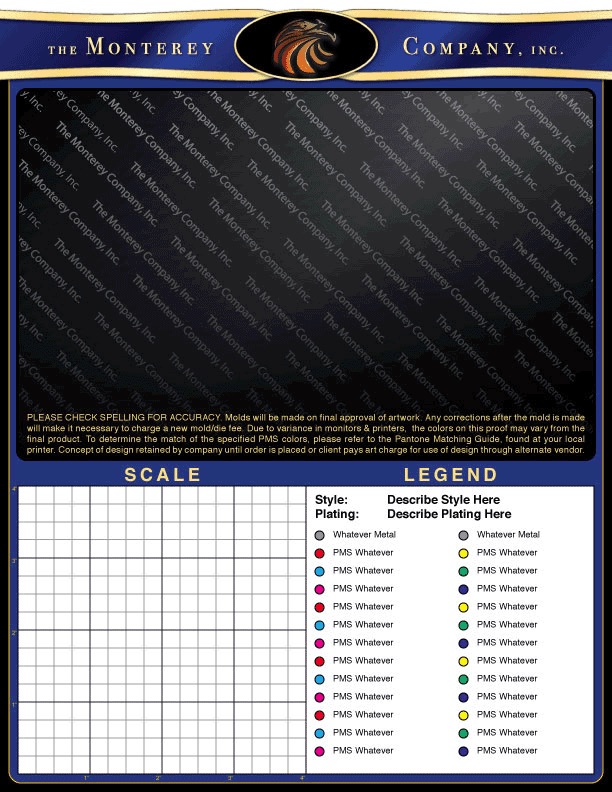 THE MONTEREY COMPANY, INC.
The Monterey Company, Inc.
PLEASE CHECK SPELLING FOR ACCURACY. Molds will be made on final approval of artwork. Any corrections after the mold is made
will make it necessary to charge a new mold/die fee. Due to variance in monitors & printers, the colors on this proof may vary from the
final product. To determine the match of the specified PMS colors, please refer to the Pantone Matching Guide, found at your local
printer. Concept of design retained by company until order is placed or client pays art charge for use of design through alternate vendor.
SCALE
4"
3"
2"
1"
1"
2"
3"
4"
LEGEND
Style: Describe Style Here
Plating: Describe Plating Here
Whatever Metal Whatever Metal
PMS Whatever PMS Whatever
PMS Whatever PMS Whatever
PMS Whatever PMS Whatever
PMS Whatever PMS Whatever
PMS Whatever PMS Whatever
PMS Whatever PMS Whatever
PMS Whatever PMS Whatever
PMS Whatever PMS Whatever
PMS Whatever PMS Whatever
PMS Whatever PMS Whatever
PMS Whatever PMS Whatever
PMS Whatever PMS Whatever